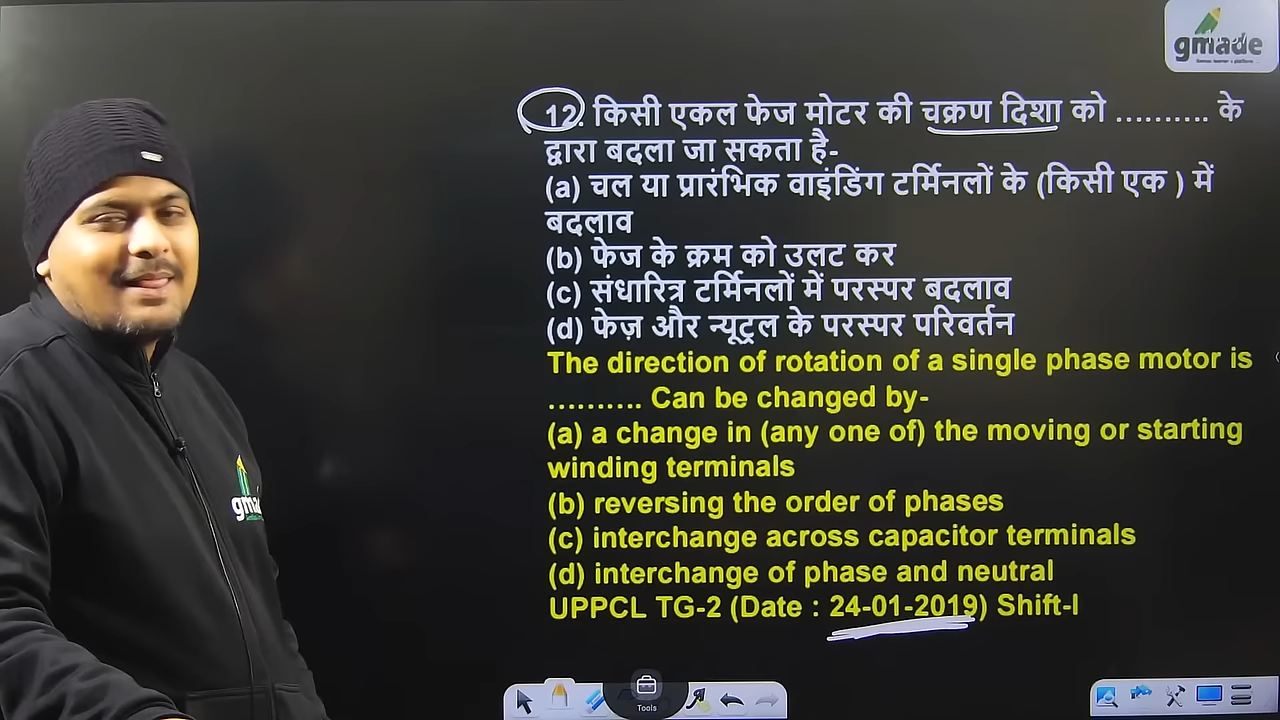 gmade
12. किसी एकल फेज मोटर की चक्रण दिशा को .......... के
द्वारा बदला जा सकता है-
(a) चल या प्रारंभिक वाइंडिंग टर्मिनलों के (किसी एक ) में
बदलाव
(b) फेज के क्रम को उलट कर
(c) संधारित्र टर्मिनलों में परस्पर बदलाव
(d) फेज़ और न्यूट्रल के परस्पर परिवर्तन
The direction of rotation of a single phase motor is
.......... Can be changed by-
(a) a change in (any one of) the moving or starting
winding terminals
(b) reversing the order of phases
(c) interchange across capacitor terminals
(d) interchange of phase and neutral
UPPCL TG-2 (Date : 24-01-2019) Shift-I
Tools